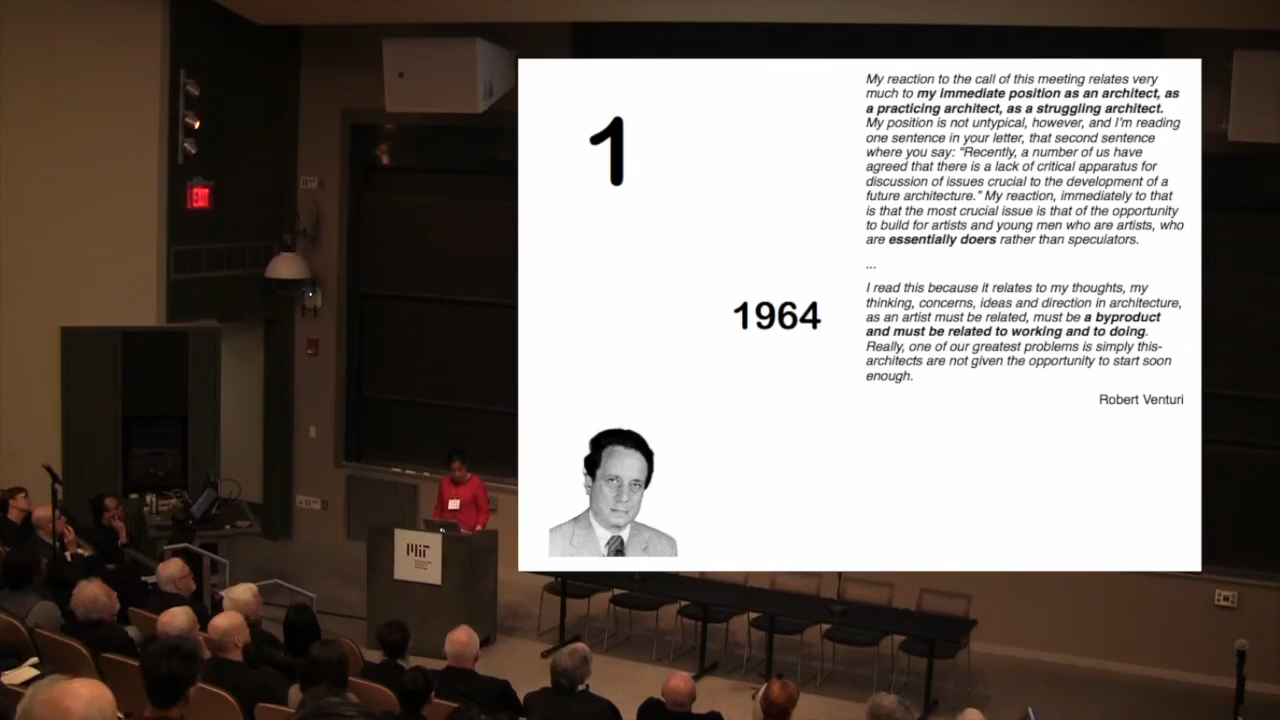 1
1964
My reaction to the call of this meeting relates very
much to my immediate position as an architect, as
a practicing architect, as a struggling architect.
My position is not untypical, however, and I'm reading
one sentence in your letter, that second sentence
where you say: “Recently, a number of us have
agreed that there is a lack of critical apparatus for
discussion of issues crucial to the development of a
future architecture.” My reaction, immediately to that
is that the most crucial issue is that of the opportunity
to build for artists and young men who are artists, who
are essentially doers rather than speculators.
...
I read this because it relates to my thoughts, my
thinking, concerns, ideas and direction in architecture,
as an artist must be related, must be a byproduct
and must be related to working and to doing.
Really, one of our greatest problems is simply this-
architects are not given the opportunity to start soon
enough.
Robert Venturi
EXIT
MIT